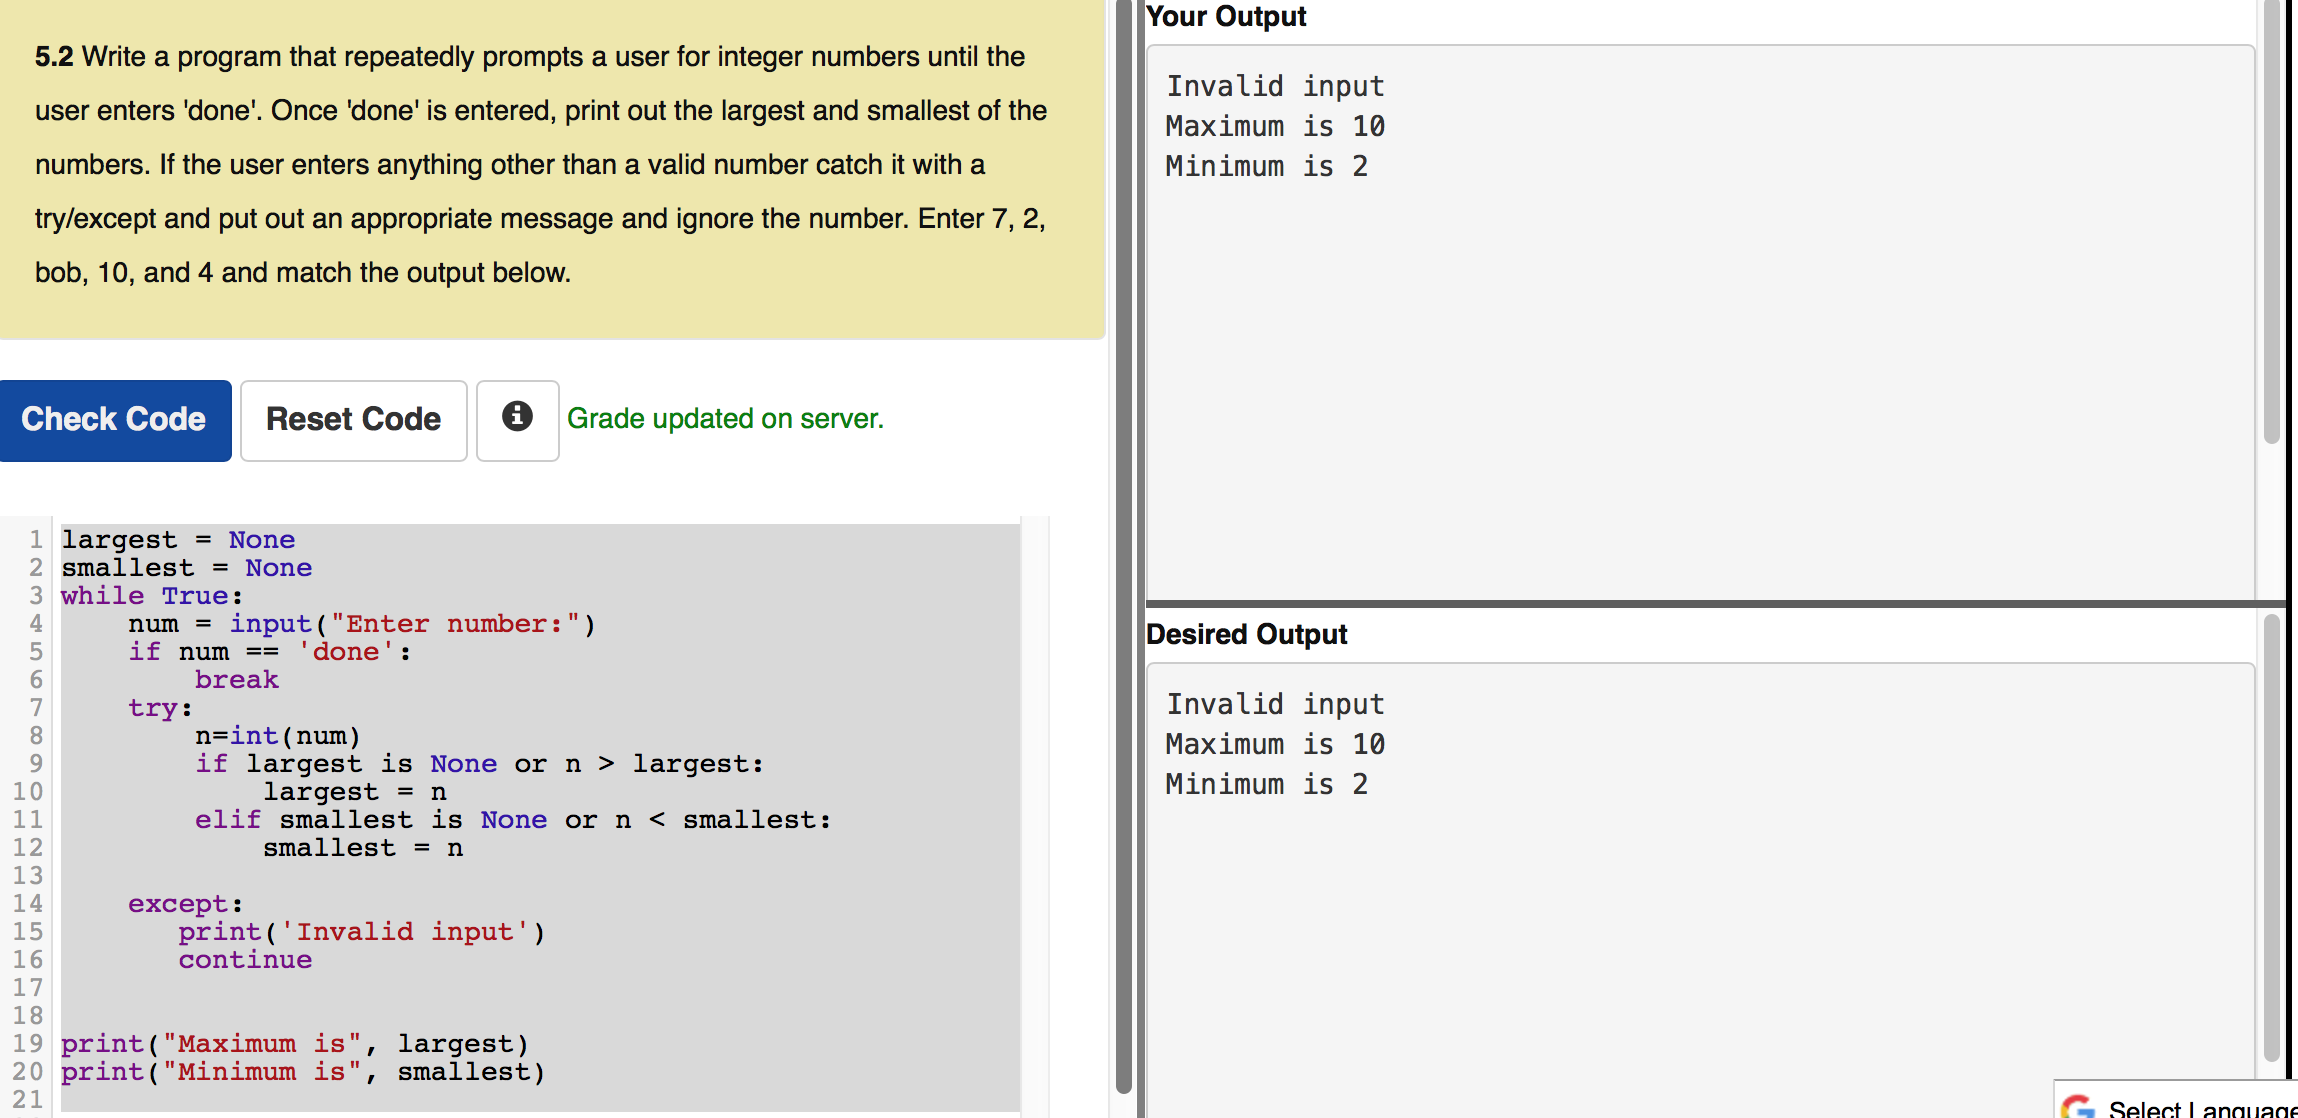 5.2 Write a program that repeatedly prompts a user for integer numbers until the
user enters 'done'. Once 'done' is entered, print out the largest and smallest of the
numbers. If the user enters anything other than a valid number catch it with a
try/except and put out an appropriate message and ignore the number. Enter 7, 2,
bob, 10, and 4 and match the output below.
Check Code
Reset Code
Grade updated on server.
1 largest = None
2 smallest = None
3 while True:
4     num = input("Enter number:")
5     if num == 'done':
6         break
7     try:
8         n=int(num)
9         if largest is None or n > largest:
10             largest = n
11         elif smallest is None or n < smallest:
12             smallest = n
13
14     except:
15        print('Invalid input')
16        continue
17
18
19 print("Maximum is", largest)
20 print("Minimum is", smallest)
21
Your Output
Invalid input
Maximum is 10
Minimum is 2
Desired Output
Invalid input
Maximum is 10
Minimum is 2
Select Language